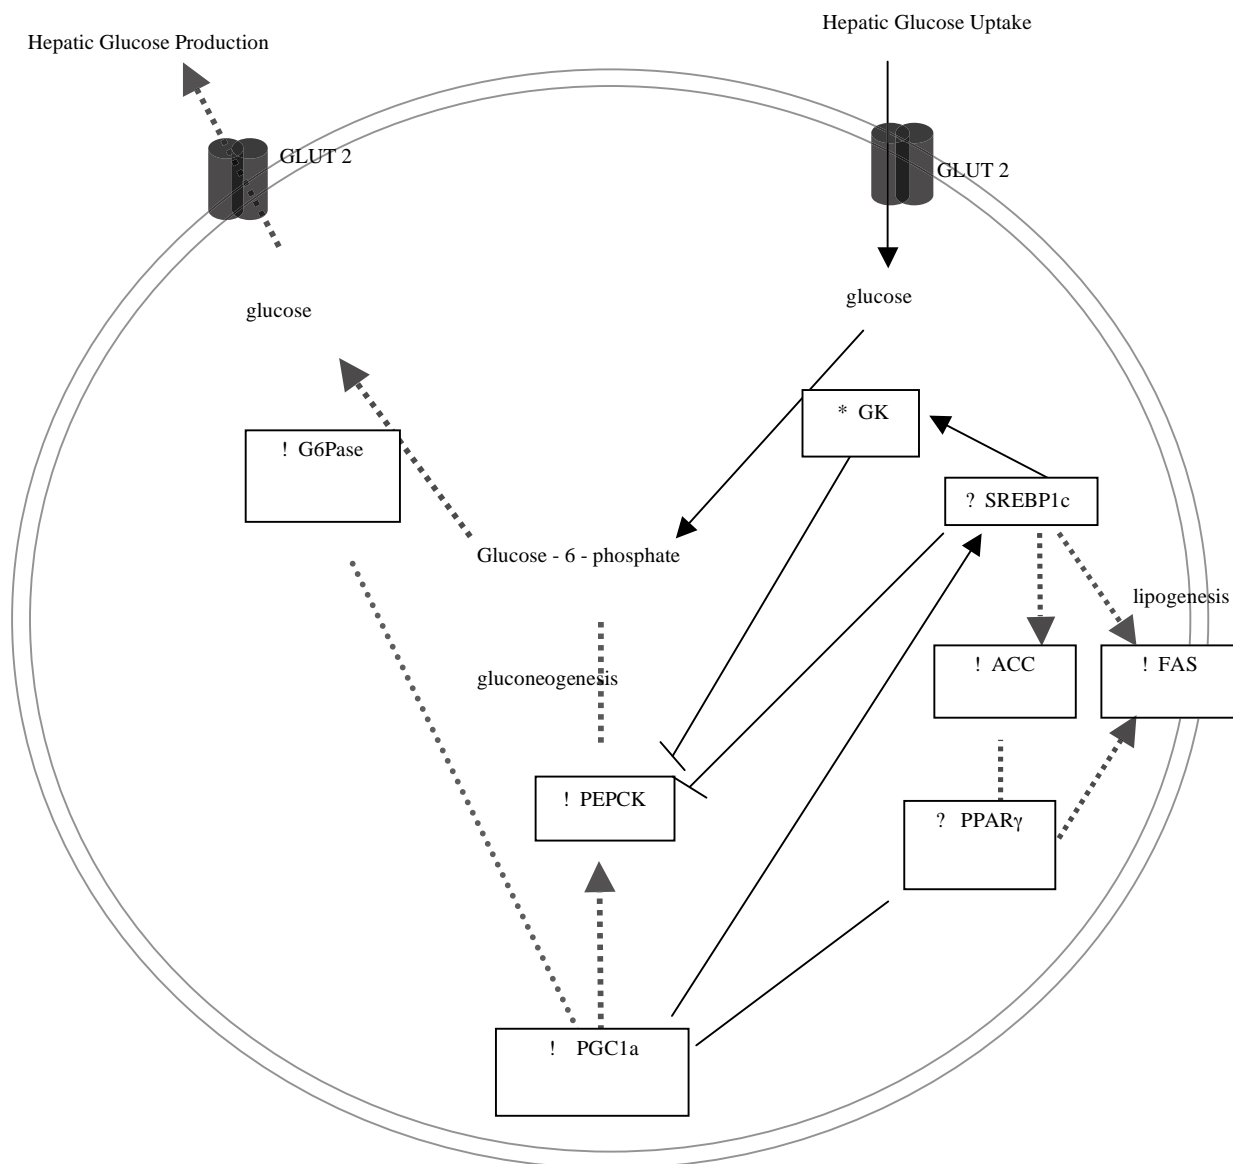 Hepatic Glucose Uptake
Hepatic Glucose Production
GLUT 2
GLUT 2
glucose
glucose
* GK
! G6Pase
? SREBP1c
Glucose - 6 - phosphate
lipogenesis
! ACC
! FAS
gluconeogenesis
! PEPCK
? PPARγ
! PGC1a